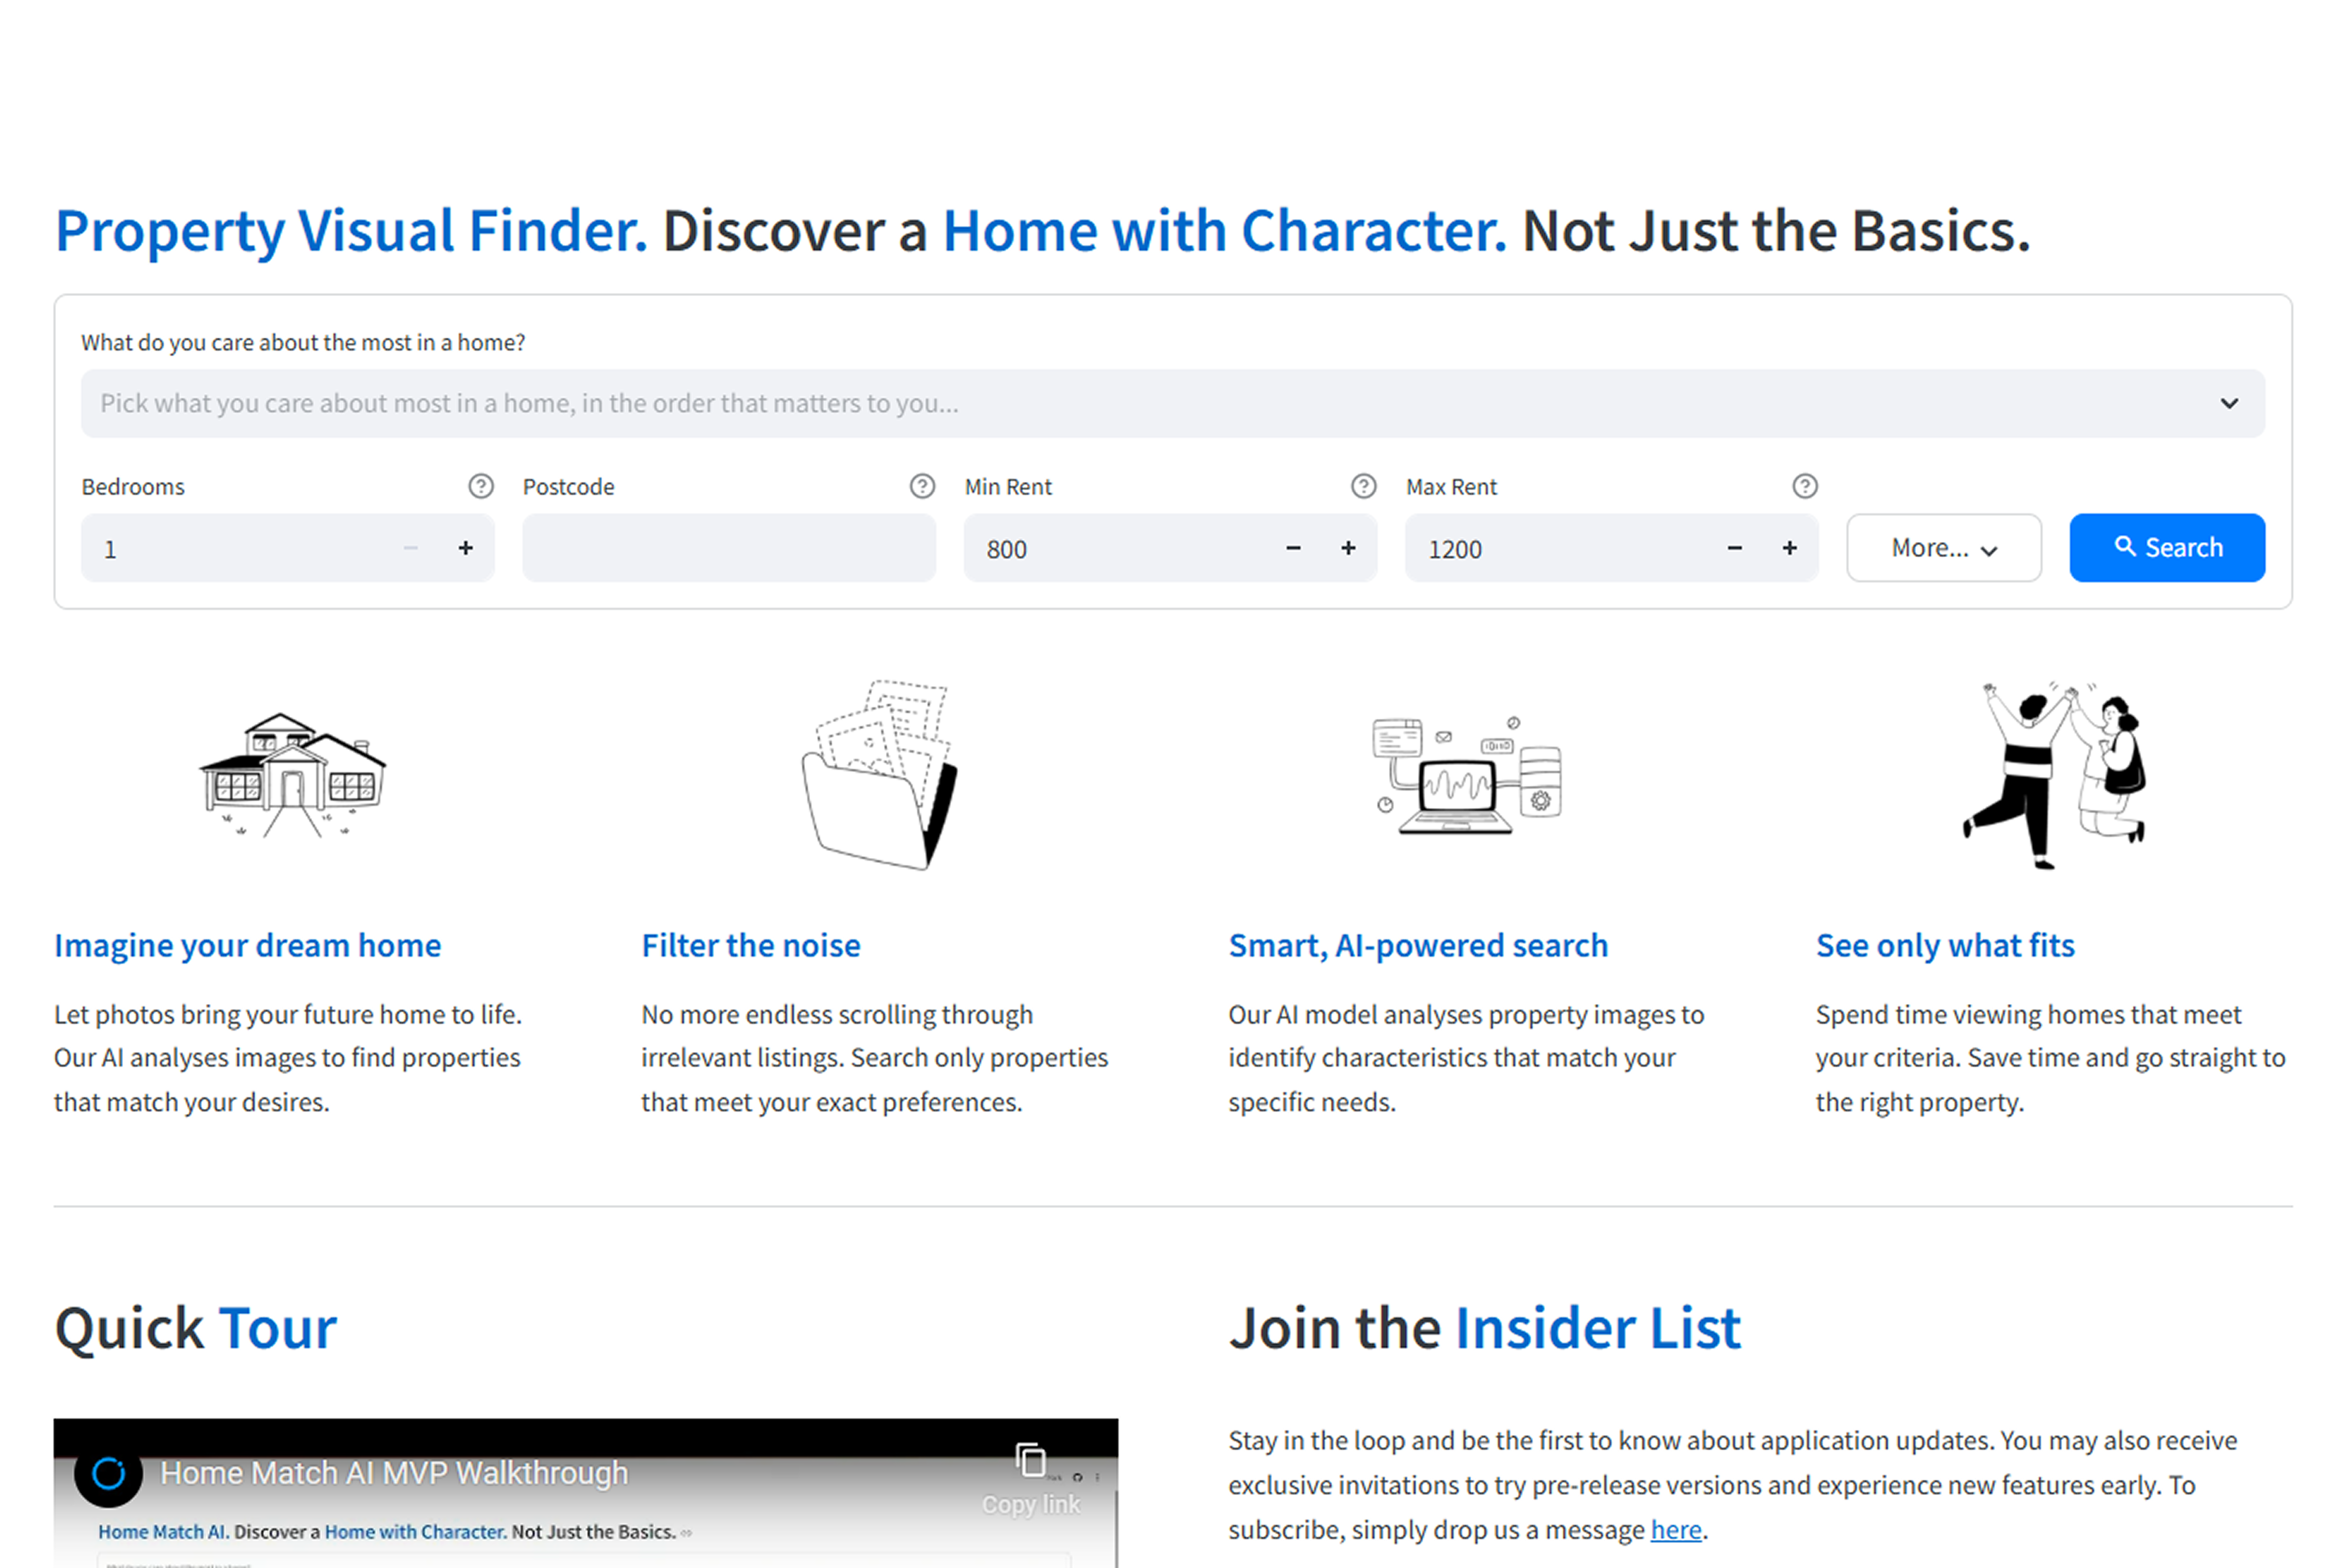 Property Visual Finder. Discover a Home with Character. Not Just the Basics.
What do you care about the most in a home?
Pick what you care about most in a home, in the order that matters to you...
Bedrooms
Postcode
Min Rent
Max Rent
1
800
1200
More...
Search
Imagine your dream home
Let photos bring your future home to life.
Our AI analyses images to find properties
that match your desires.
Filter the noise
No more endless scrolling through
irrelevant listings. Search only properties
that meet your exact preferences.
Smart, AI-powered search
Our AI model analyses property images to
identify characteristics that match your
specific needs.
See only what fits
Spend time viewing homes that meet
your criteria. Save time and go straight to
the right property.
Quick Tour
Home Match AI MVP Walkthrough
Copy link
Home Match AI. Discover a Home with Character. Not Just the Basics.
Join the Insider List
Stay in the loop and be the first to know about application updates. You may also receive
exclusive invitations to try pre-release versions and experience new features early. To
subscribe, simply drop us a message here.